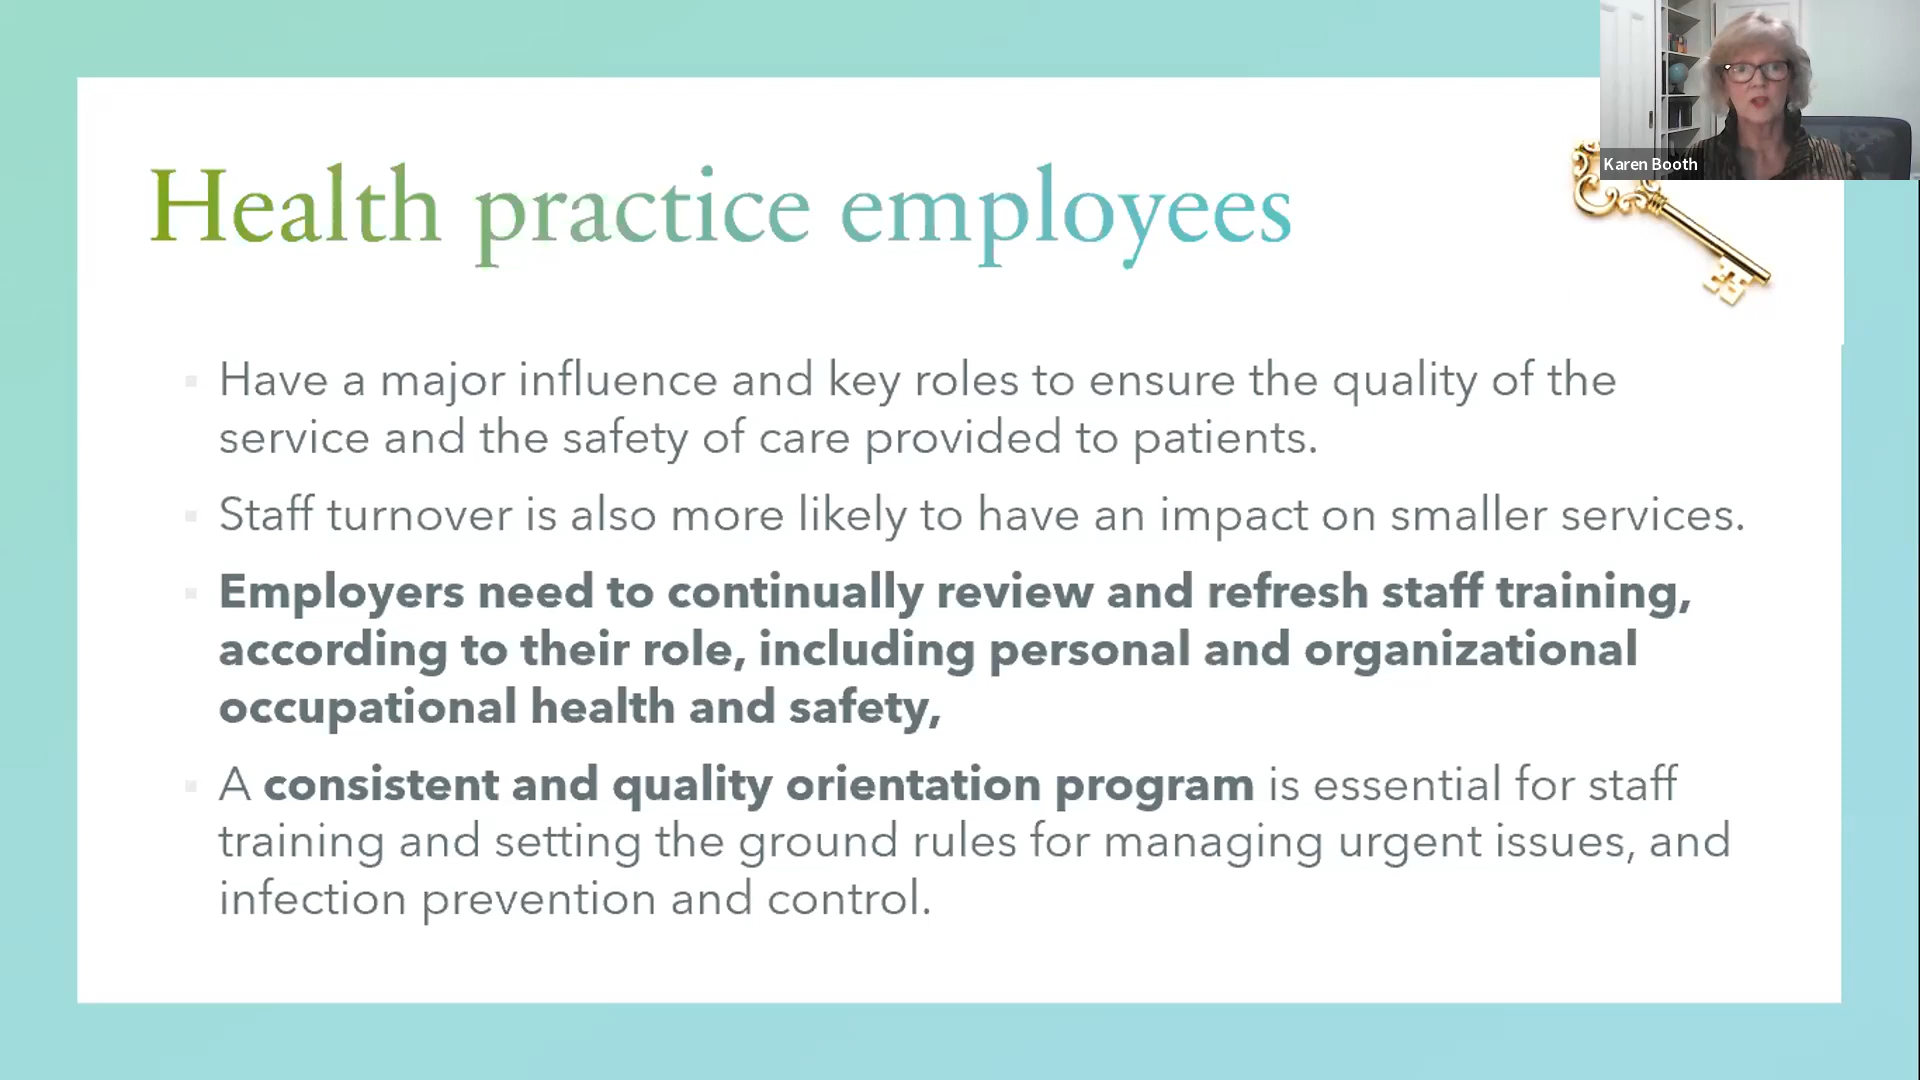 Karen Booth
Health practice employees
Have a major influence and key roles to ensure the quality of the
service and the safety of care provided to patients.
Staff turnover is also more likely to have an impact on smaller services.
Employers need to continually review and refresh staff training,
according to their role, including personal and organizational
occupational health and safety,
A consistent and quality orientation program is essential for staff
training and setting the ground rules for managing urgent issues, and
infection prevention and control.